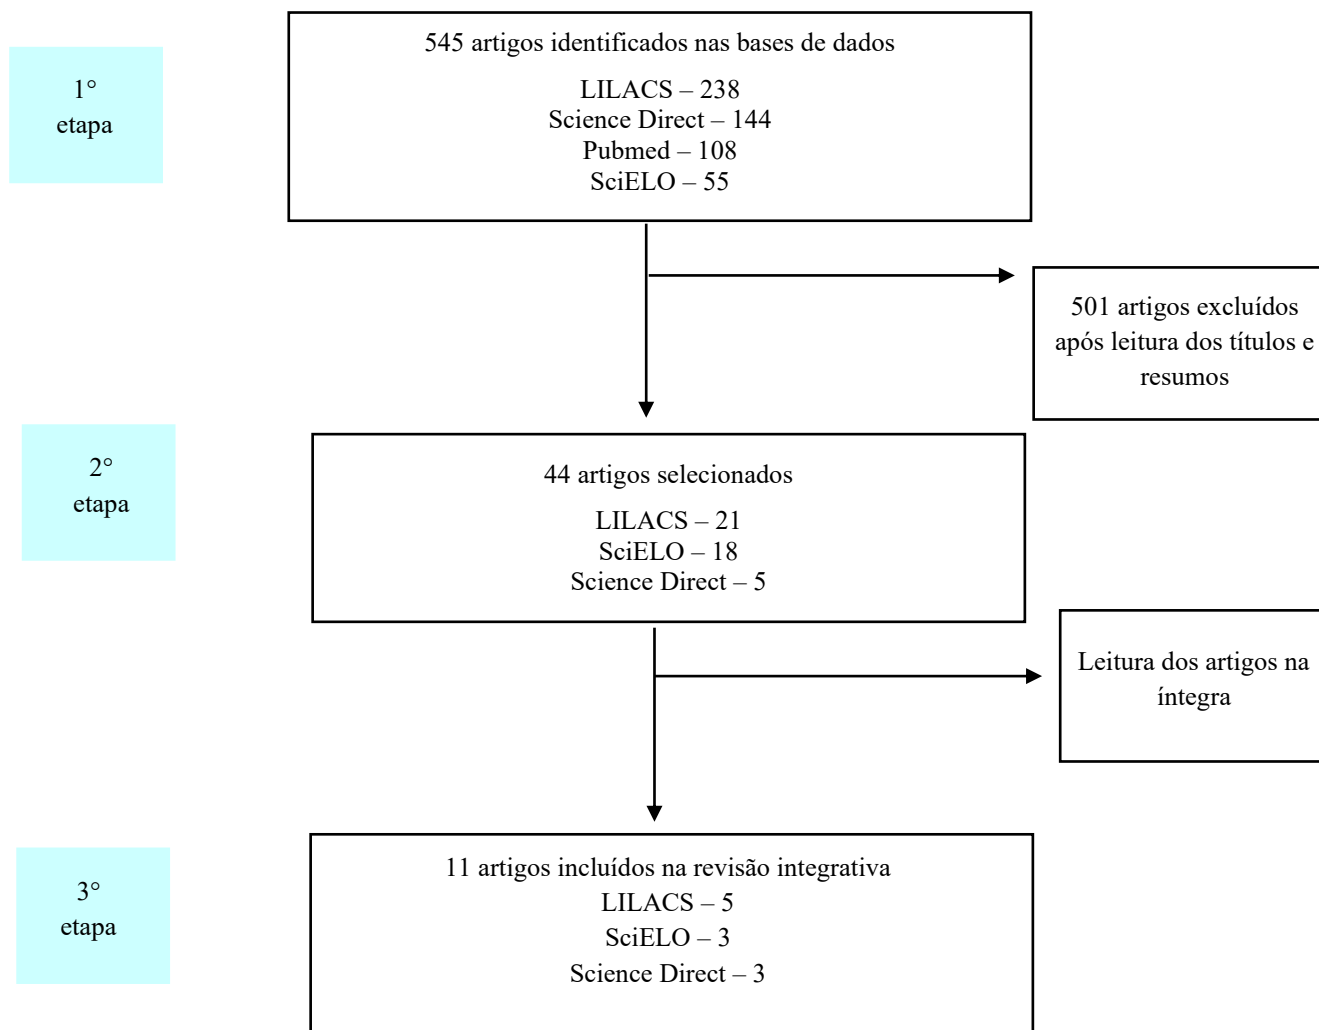 1°
etapa
545 artigos identificados nas bases de dados
LILACS – 238
Science Direct – 144
Pubmed – 108
SciELO – 55
501 artigos excluídos
após leitura dos títulos e
resumos
2°
etapa
44 artigos selecionados
LILACS – 21
SciELO – 18
Science Direct – 5
Leitura dos artigos na
íntegra
3°
etapa
11 artigos incluídos na revisão integrativa
LILACS – 5
SciELO – 3
Science Direct – 3